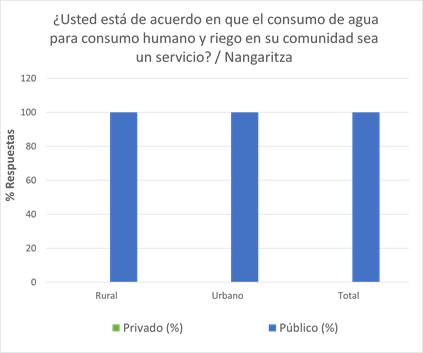 ¿Usted está de acuerdo en que el consumo de agua
para consumo humano y riego en su comunidad sea
un servicio? / Nangaritza
% Respuestas
120
100
80
60
40
20
0
Rural Urbano Total
Privado (%) Público (%)